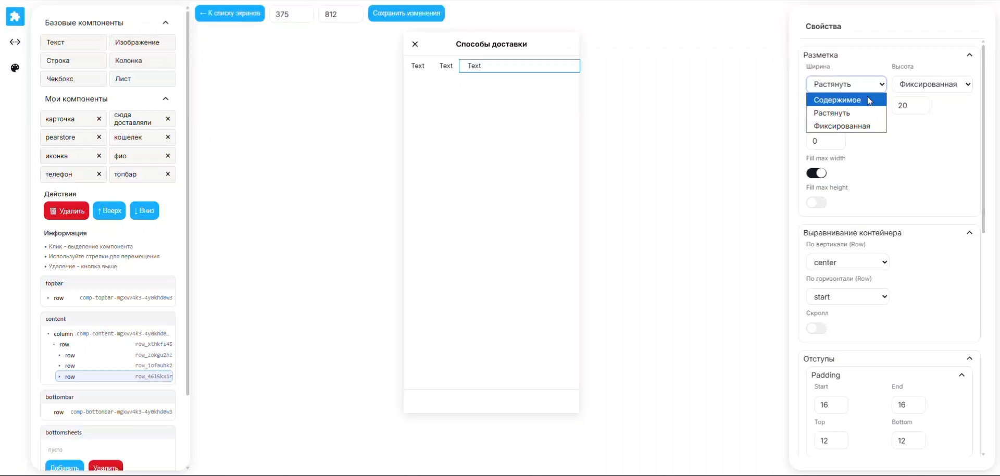 Базовые компоненты
Текст
Изображение
Строка
Колонка
Чекбокс
Лист
Мои компоненты
карточка ×
сюда доставляли ×
pearstore ×
кошелек ×
иконка ×
фио ×
телефон ×
топбар ×
Действия
Удалить
↑ Вверх
↓ Вниз
Информация
• Клик - выделение компонента
• Используйте стрелки для перемещения
• Удаление - кнопка выше
topbar
row comp-topbar-mgxwv4k3-4y0khd0w3
content
column comp-content-mgxwv4k3-4y0khd0…
row row_xthkfi45
row row_zokgu2hz
row row_iofauhk2
row row_46l5kx1r
bottombar
row comp-bottombar-mgxwv4k3-4y0khd0w3
bottomsheets
пусто
Добавить
Удалить
← К списку экранов
375
812
Сохранить изменения
Способы доставки
Text
Text
Text
Свойства
Разметка
Ширина
Высота
Растянуть
Фиксированная
Содержимое
Растянуть
Фиксированная
20
0
Fill max width
Fill max height
Выравнивание контейнера
По вертикали (Row)
center
По горизонтали (Row)
start
Скролл
Отступы
Padding
Start
End
16
16
Top
Bottom
12
12